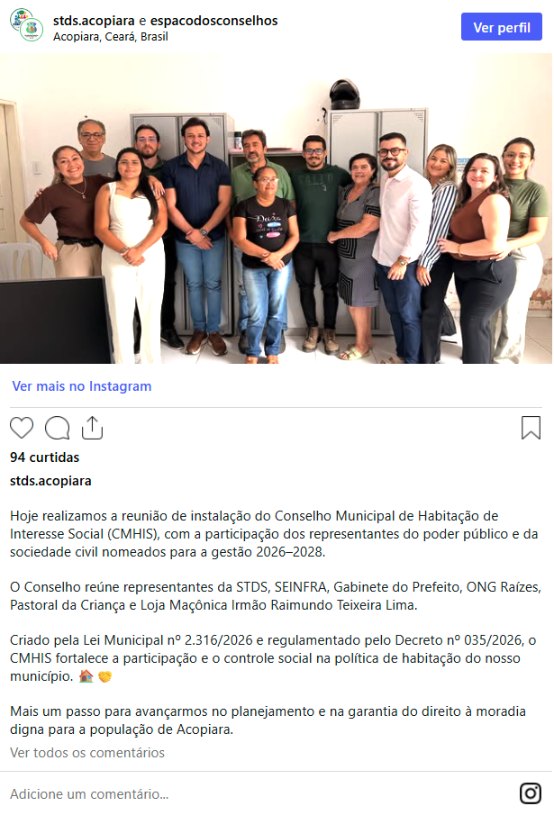 stds.acopiara e espacodosconselhos
Acopiara, Ceará, Brasil
Ver perfil
Ver mais no Instagram
94 curtidas
stds.acopiara
Hoje realizamos a reunião de instalação do Conselho Municipal de Habitação de
Interesse Social (CMHIS), com a participação dos representantes do poder público e da
sociedade civil nomeados para a gestão 2026–2028.
O Conselho reúne representantes da STDS, SEINFRA, Gabinete do Prefeito, ONG Raízes,
Pastoral da Criança e Loja Maçônica Irmão Raimundo Teixeira Lima.
Criado pela Lei Municipal nº 2.316/2026 e regulamentado pelo Decreto nº 035/2026, o
CMHIS fortalece a participação e o controle social na política de habitação do nosso
município. 🏠 🤝
Mais um passo para avançarmos no planejamento e na garantia do direito à moradia
digna para a população de Acopiara.
Ver todos os comentários
Adicione um comentário...